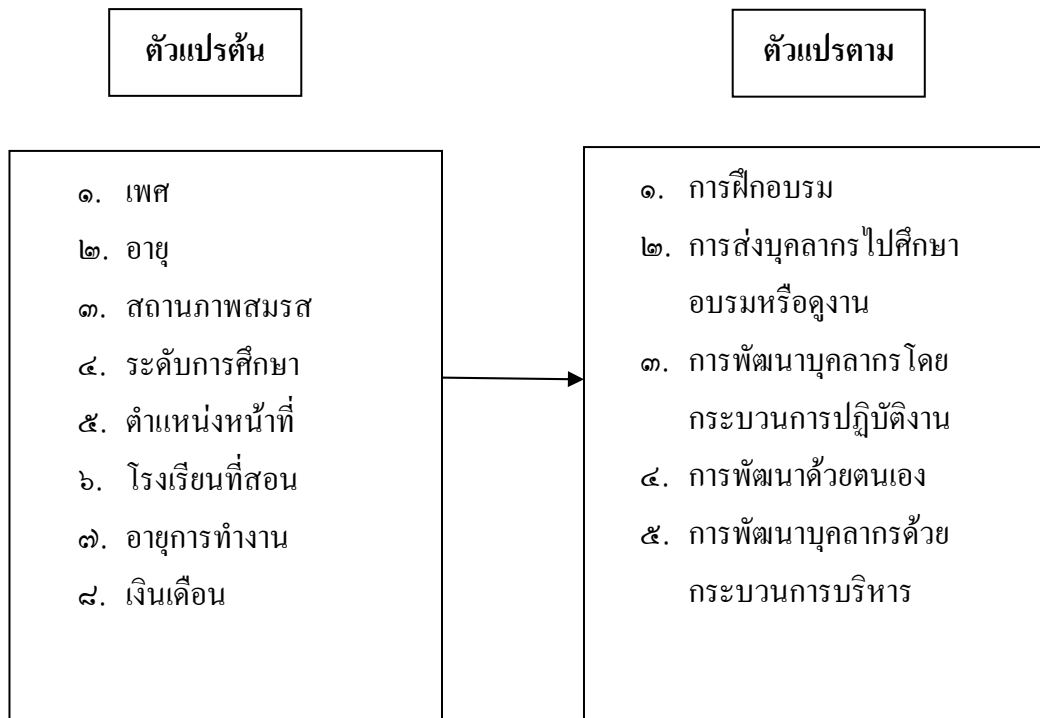 ตัวแปรต้น
ตัวแปรตาม
๑. เพศ
๒. อายุ
๓. สถานภาพสมรส
๔. ระดับการศึกษา
๕. ตำแหน่งหน้าที่
๖. โรงเรียนที่สอน
๗. อายุการทำงาน
๘. เงินเดือน
๑. การฝึกอบรม
๒. การส่งบุคลากรไปศึกษา
อบรมหรือดูงาน
๓. การพัฒนาบุคลากรโดย
กระบวนการปฏิบัติงาน
๔. การพัฒนาด้วยตนเอง
๕. การพัฒนาบุคลากรด้วย
กระบวนการบริหาร